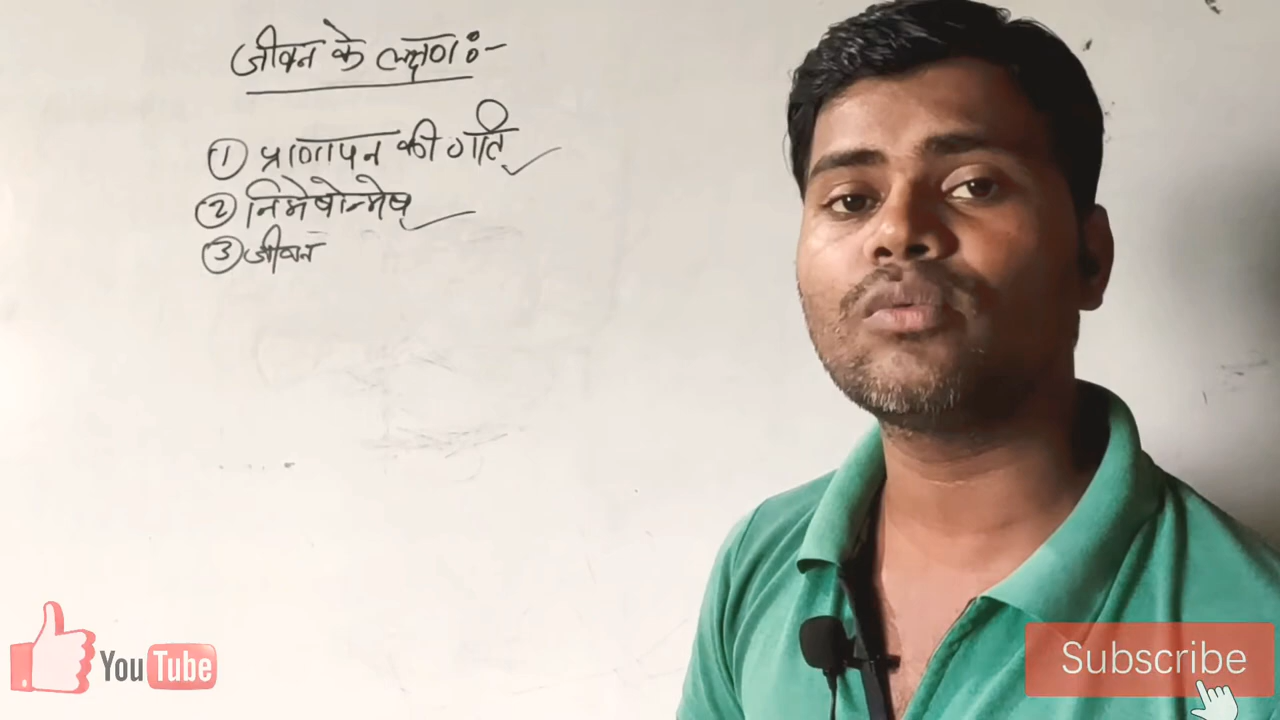 जीवन के लक्षण :-
① प्राणापन की गति
② निमेषोन्मेष
③ जीवन
YouTube
Subscribe